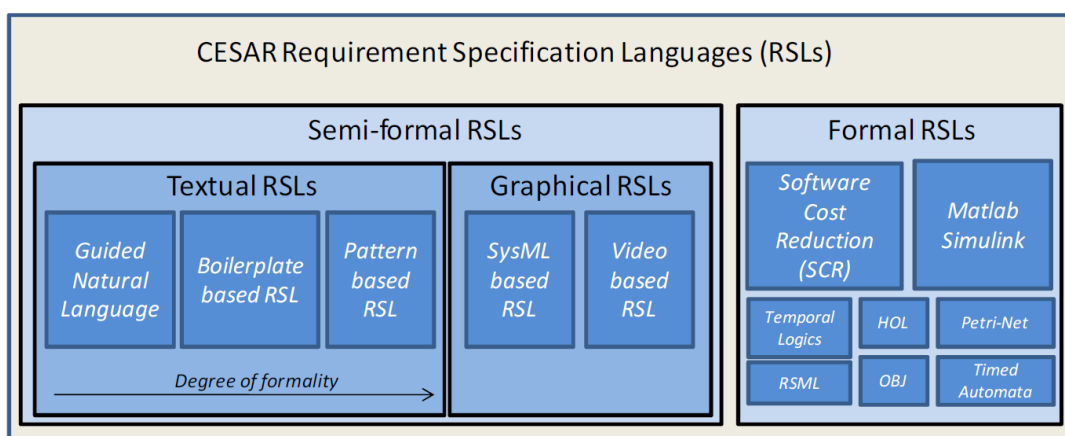 CESAR Requirement Specification Languages (RSLs)
Semi-formal RSLs
Textual RSLs
Guided
Natural
Language
Boilerplate
based RSL
Pattern
based
RSL
Degree of formality
Graphical RSLs
SysML
based
RSL
Video
based
RSL
Formal RSLs
Software
Cost
Reduction
(SCR)
Matlab
Simulink
Temporal
Logics
HOL
Petri-Net
RSML
OBJ
Timed
Automata